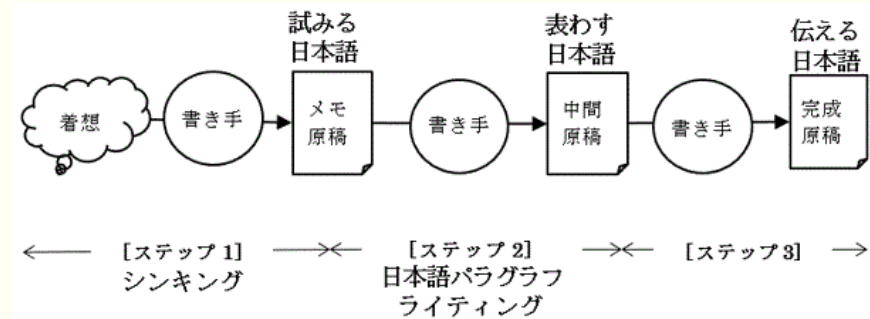 試みる
日本語
表わす
日本語
伝える
日本語
着想
書き手
メモ
原稿
書き手
中間
原稿
書き手
完成
原稿
[ステップ1]
シンキング
[ステップ2]
日本語パラグラフ
ライティング
[ステップ3]